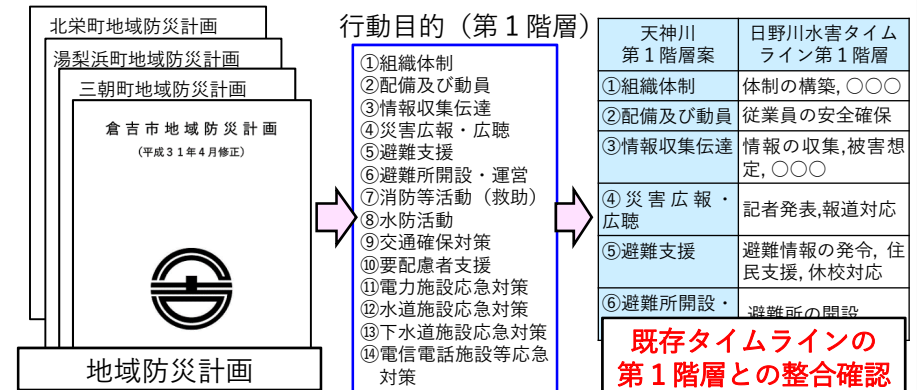 北栄町地域防災計画
湯梨浜町地域防災計画
三朝町地域防災計画
倉吉市地域防災計画
(平成31年4月修正)
地域防災計画
行動目的（第１階層）
①組織体制
②配備及び動員
③情報収集伝達
④災害広報・広聴
⑤避難支援
⑥避難所開設・運営
⑦消防等活動（救助）
⑧水防活動
⑨交通確保対策
⑩要配慮者支援
⑪電力施設応急対策
⑫水道施設応急対策
⑬下水道施設応急対策
⑭電信電話施設等応急
対策
天神川
第１階層案
日野川水害タイム
ライン第１階層
①組織体制
体制の構築, ○○○
②配備及び動員
従業員の安全確保
③情報収集伝達
情報の収集,被害想
定, ○○○
④災害広報・
広聴
記者発表,報道対応
⑤避難支援
避難情報の発令, 住
民支援, 休校対応
⑥避難所開設・
避難所の開設
既存タイムラインの
第１階層との整合確認